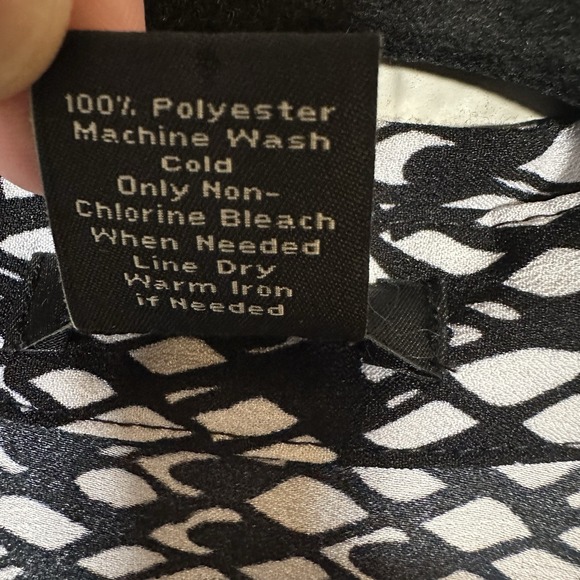 100% Polyester
Machine Wash
Cold
Only Non-
Chlorine Bleach
When Needed
Line Dry
Warm Iron
if Needed